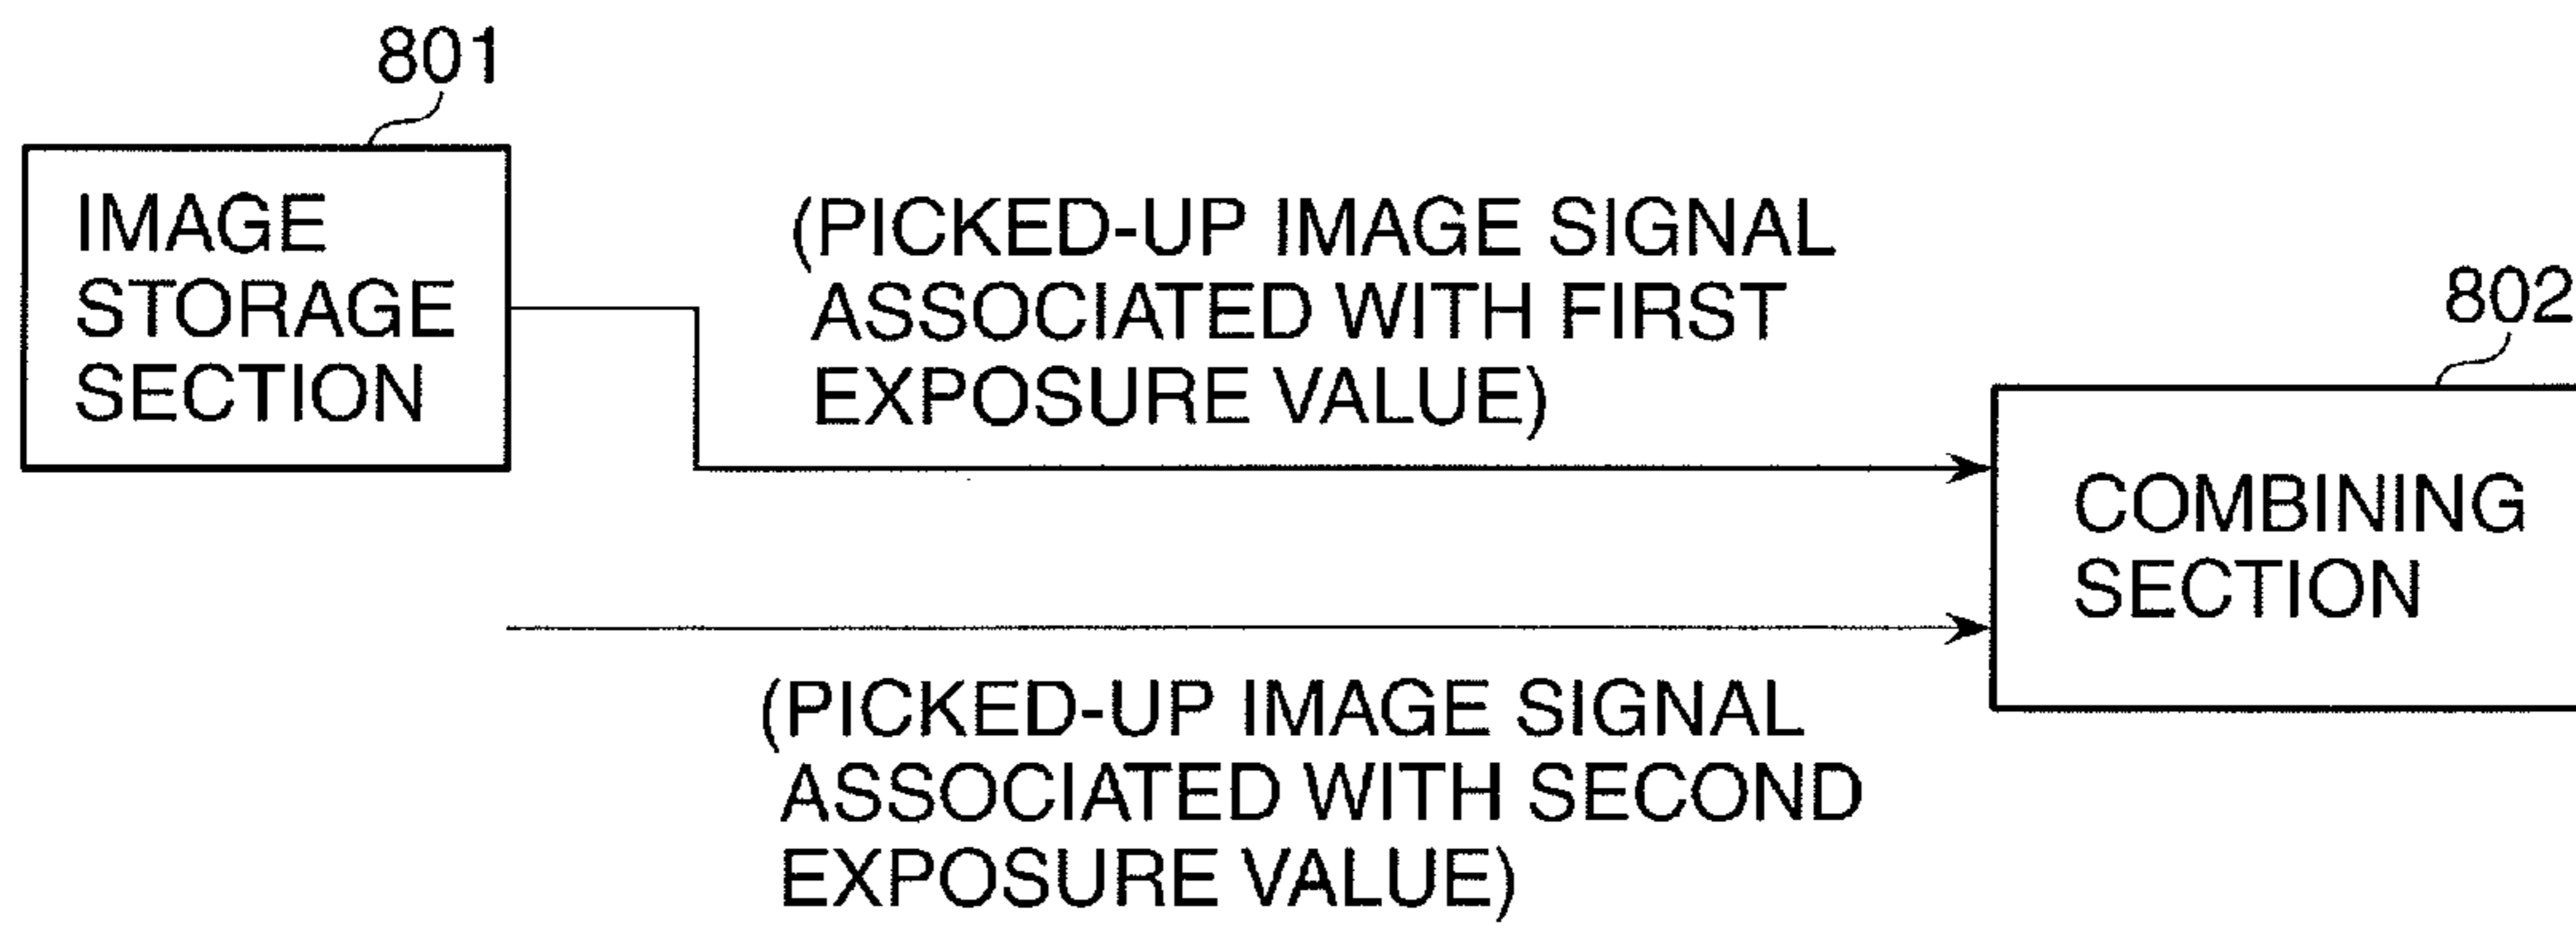 801
IMAGE
STORAGE
SECTION
(PICKED-UP IMAGE SIGNAL
ASSOCIATED WITH FIRST
EXPOSURE VALUE)
802
COMBINING
SECTION
(PICKED-UP IMAGE SIGNAL
ASSOCIATED WITH SECOND
EXPOSURE VALUE)